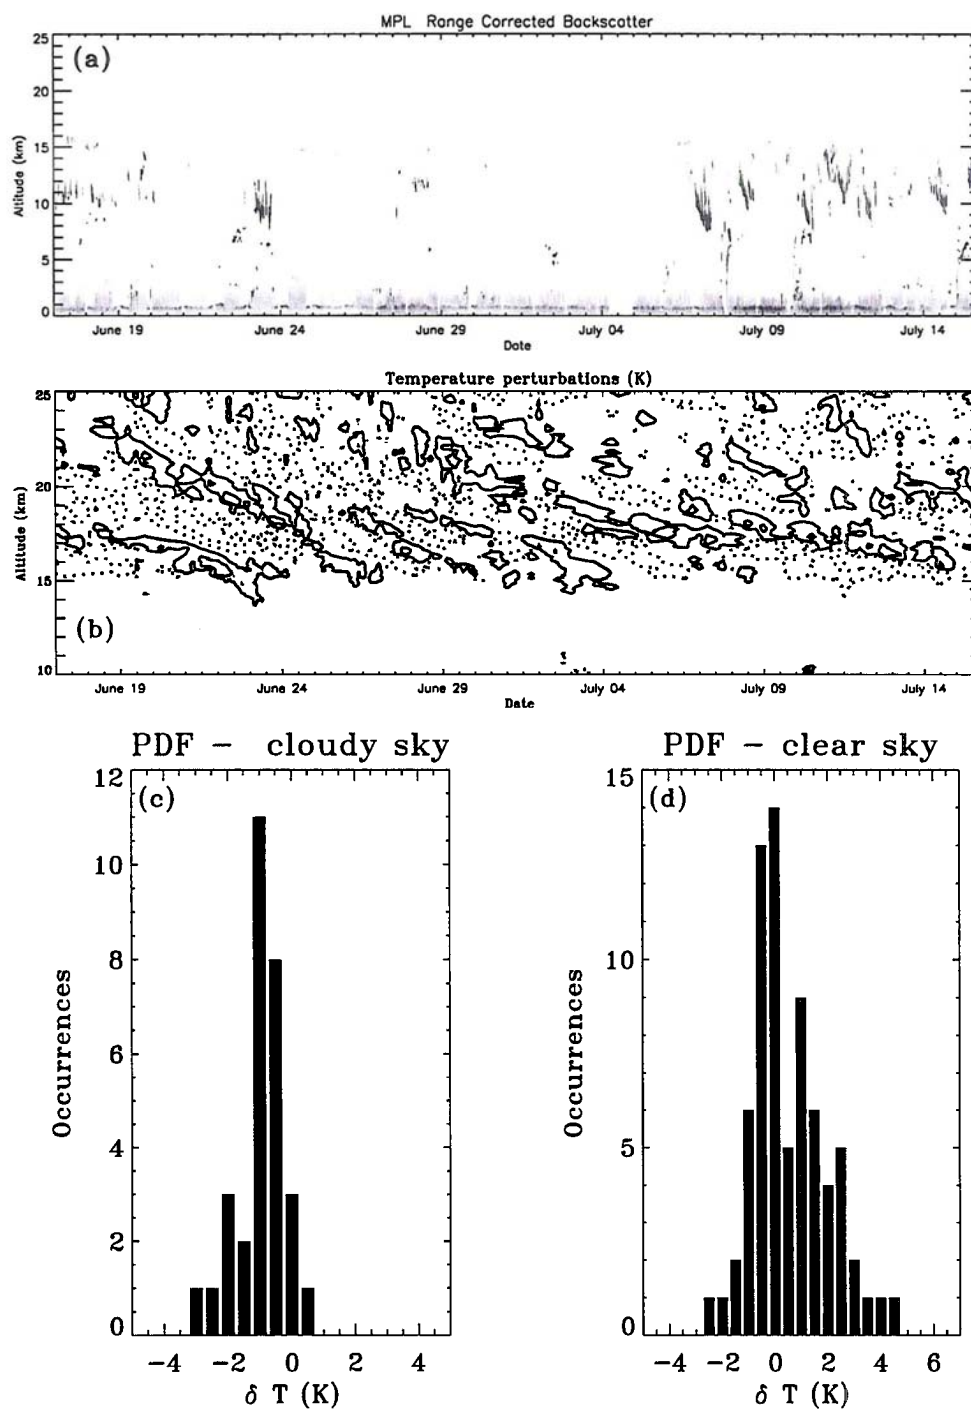 MPL Range Corrected Backscatter
(a)
25
20
15
10
5
0
Altitude (km)
June 19 June 24 June 29 July 04 July 09 July 14
Date
Temperature perturbations (K)
25
20
15
10
Altitude (km)
(b)
June 19 June 24 June 29 July 04 July 09 July 14
Date
PDF - cloudy sky
(c)
12
10
8
6
4
2
0
Occurrences
-4 -2 0 2 4
δ T (K)
PDF - clear sky
(d)
15
10
5
0
Occurrences
-4 -2 0 2 4 6
δ T (K)